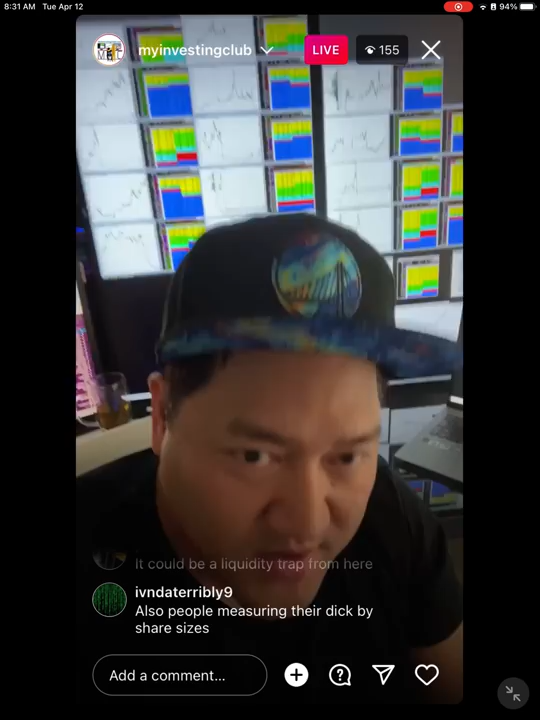 8:31 AM Tue Apr 12
94%
myinvestingclub
LIVE
155
It could be a liquidity trap from here
ivndaterribly9
Also people measuring their dick by
share sizes
Add a comment...